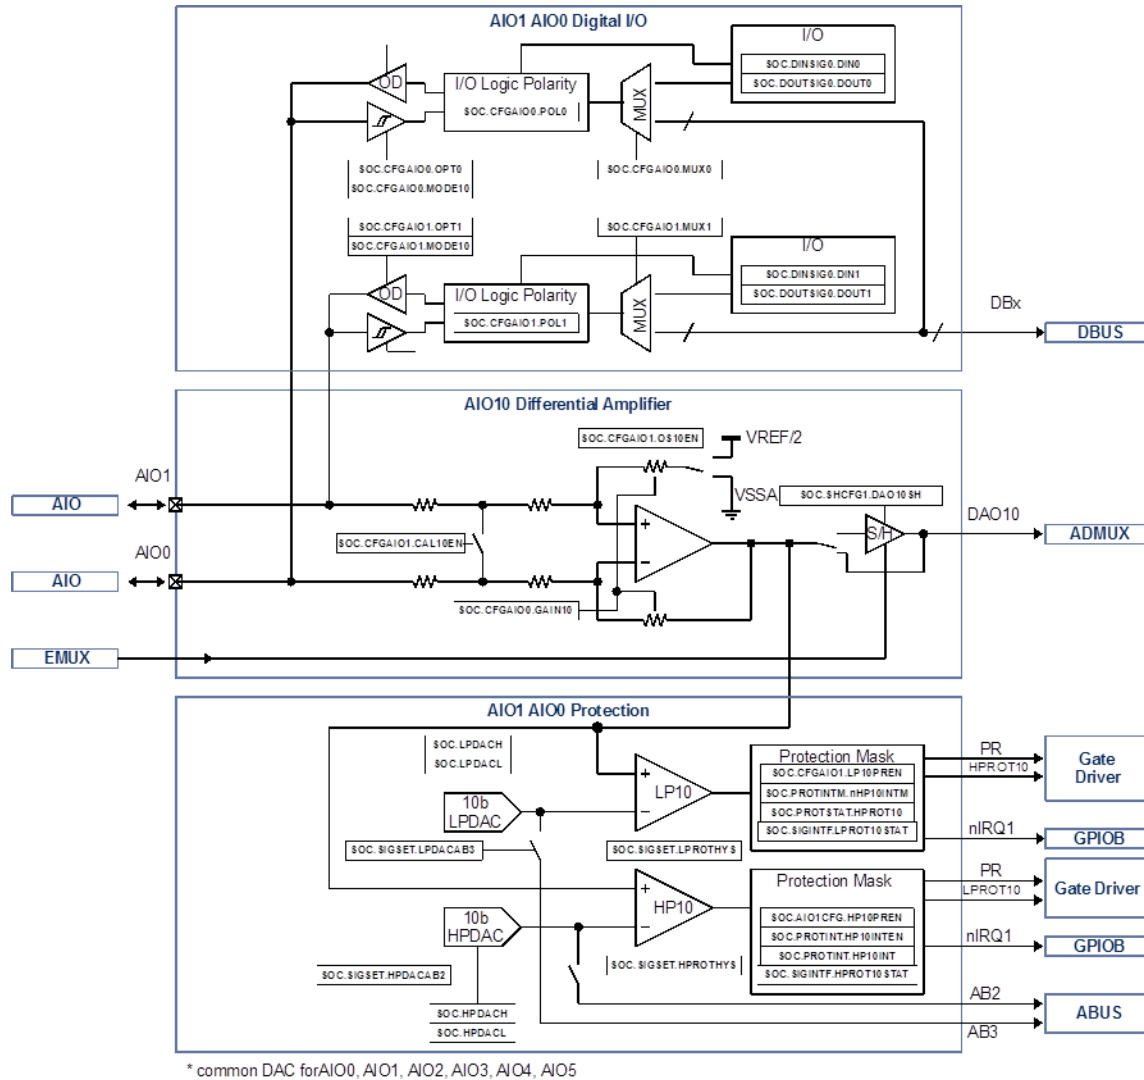 AIO1 AIO0 Digital I/O
I/O
SOC.DINSIG0.DIN0
SOC.DOUTSIG0.DOUT0
OD
I/O Logic Polarity
SOC.CFGAIO0.POL0
MUX
SOC.CFGAIO0.OPT0
SOC.CFGAIO0.MODE10
SOC.CFGAIO0.MUX0
SOC.CFGAIO1.OPT1
SOC.CFGAIO1.MODE10
SOC.CFGAIO1.MUX1
I/O
SOC.DINSIG0.DIN1
SOC.DOUTSIG0.DOUT1
OD
I/O Logic Polarity
SOC.CFGAIO1.POL1
MUX
DBx
DBUS
AIO10 Differential Amplifier
SOC.CFGAIO1.OS10EN
VREF/2
VSSA
AIO1
AIO
SOC.SHCFG1.DAO10SH
S/H
DAO10
ADMUX
SOC.CFGAIO1.CAL10EN
+
−
AIO0
AIO
SOC.CFGAIO0.GAIN10
EMUX
AIO1 AIO0 Protection
SOC.LPDACH
SOC.LPDACL
10b
LPDAC
+
LP10
−
Protection Mask
SOC.CFGAIO1.LP10PREN
SOC.PROTINTM.nHP10INTM
SOC.PROTSTAT.HPROT10
SOC.SIGINTF.LPROT10STAT
PR
HPROT10
Gate
Driver
nIRQ1
GPIOB
SOC.SIGSET.LPDACAB3
SOC.SIGSET.LPROTHYS
10b
HPDAC
+
HP10
−
Protection Mask
SOC.AIO1CFG.HP10PREN
SOC.PROTINT.HP10INTEN
SOC.PROTINT.HP10INT
SOC.SIGINTF.HPROT10STAT
PR
LPROT10
Gate Driver
nIRQ1
GPIOB
SOC.SIGSET.HPDACAB2
SOC.SIGSET.HPROTHYS
SOC.HPDACH
SOC.HPDACL
AB2
AB3
ABUS
* common DAC forAIO0, AIO1, AIO2, AIO3, AIO4, AIO5